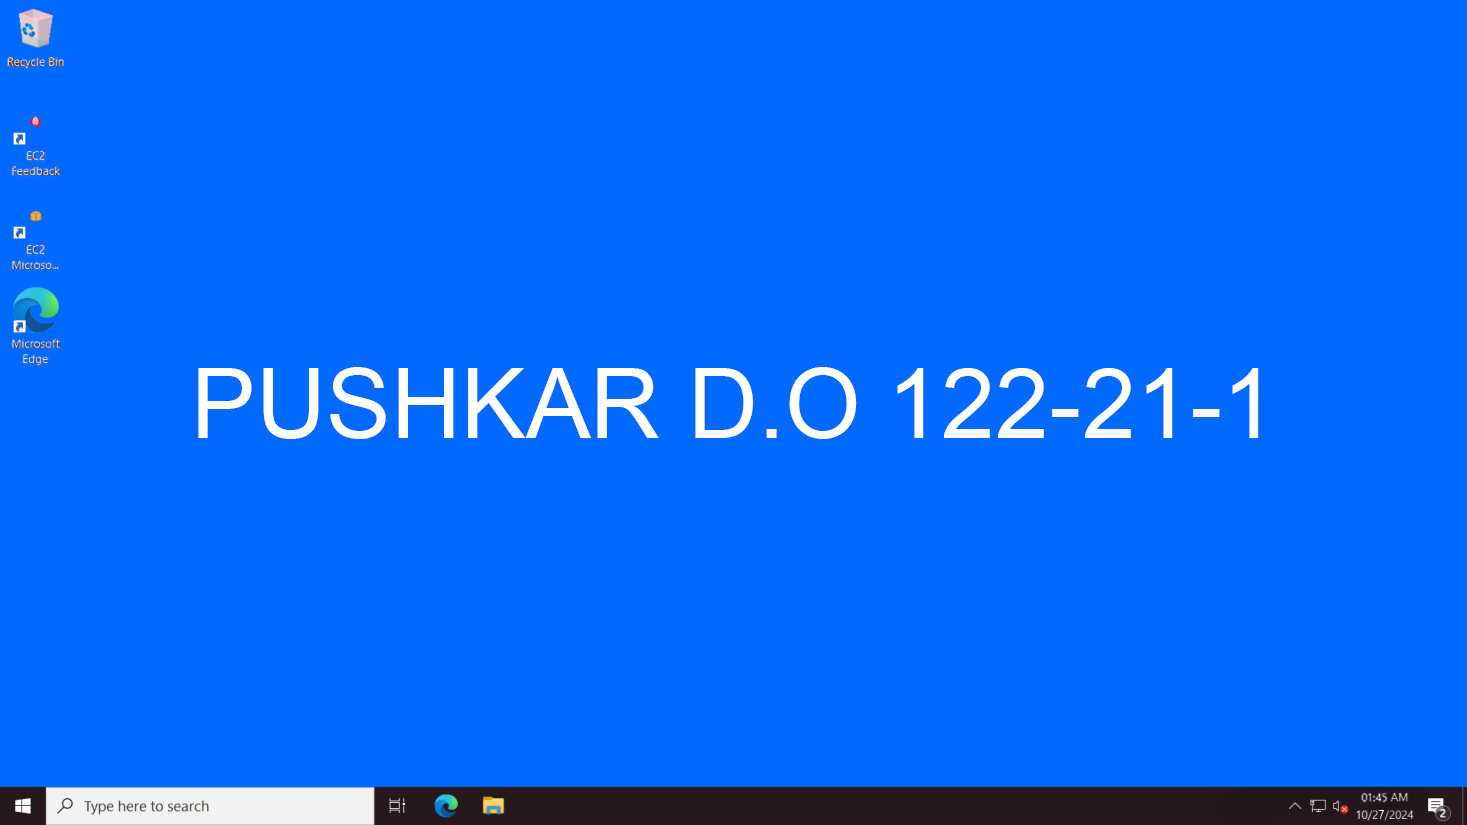 Recycle Bin
EC2
Feedback
EC2
Microso...
Microsoft
Edge
PUSHKAR D.O 122-21-1
Type here to search
01:45 AM
10/27/2024
2